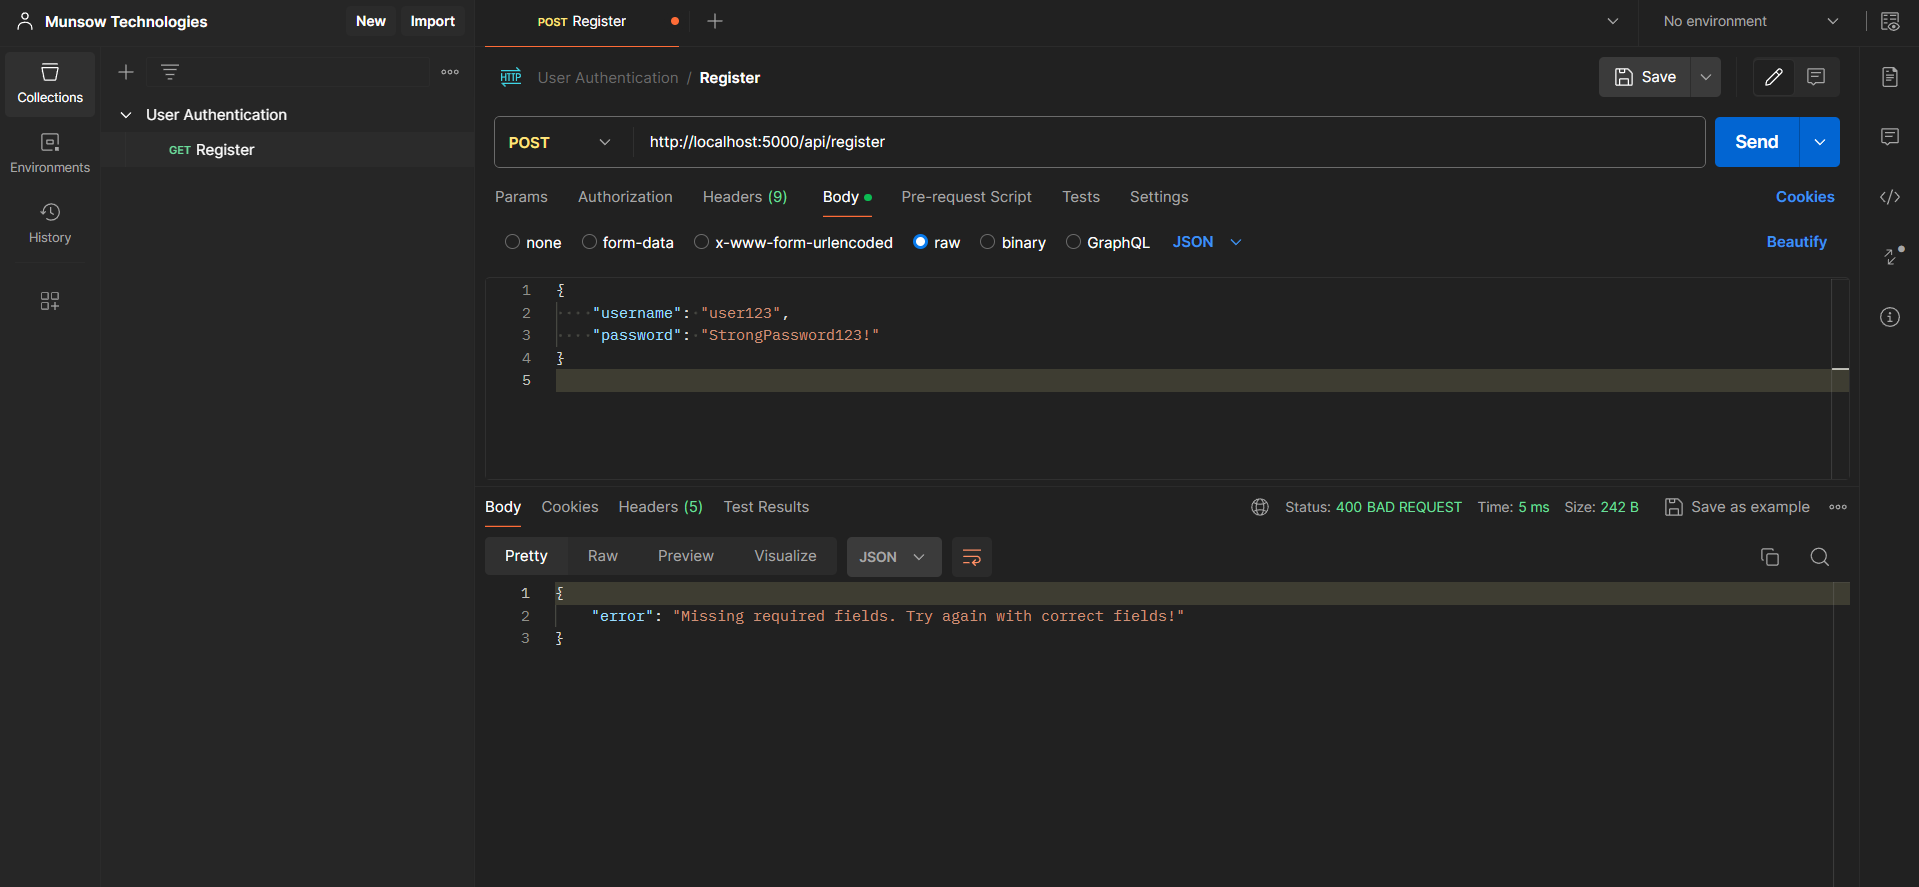 Munsow Technologies
New
Import
POST Register
No environment
Collections
Environments
History
User Authentication
GET Register
HTTP
User Authentication / Register
Save
POST
http://localhost:5000/api/register
Send
Params
Authorization
Headers (9)
Body
Pre-request Script
Tests
Settings
Cookies
none
form-data
x-www-form-urlencoded
raw
binary
GraphQL
JSON
Beautify
1 {
2 ····"username":·"user123",
3 ····"password":·"StrongPassword123!"
4 }
5
Body
Cookies
Headers (5)
Test Results
Status: 400 BAD REQUEST
Time: 5 ms
Size: 242 B
Save as example
Pretty
Raw
Preview
Visualize
JSON
1 {
2 "error": "Missing required fields. Try again with correct fields!"
3 }